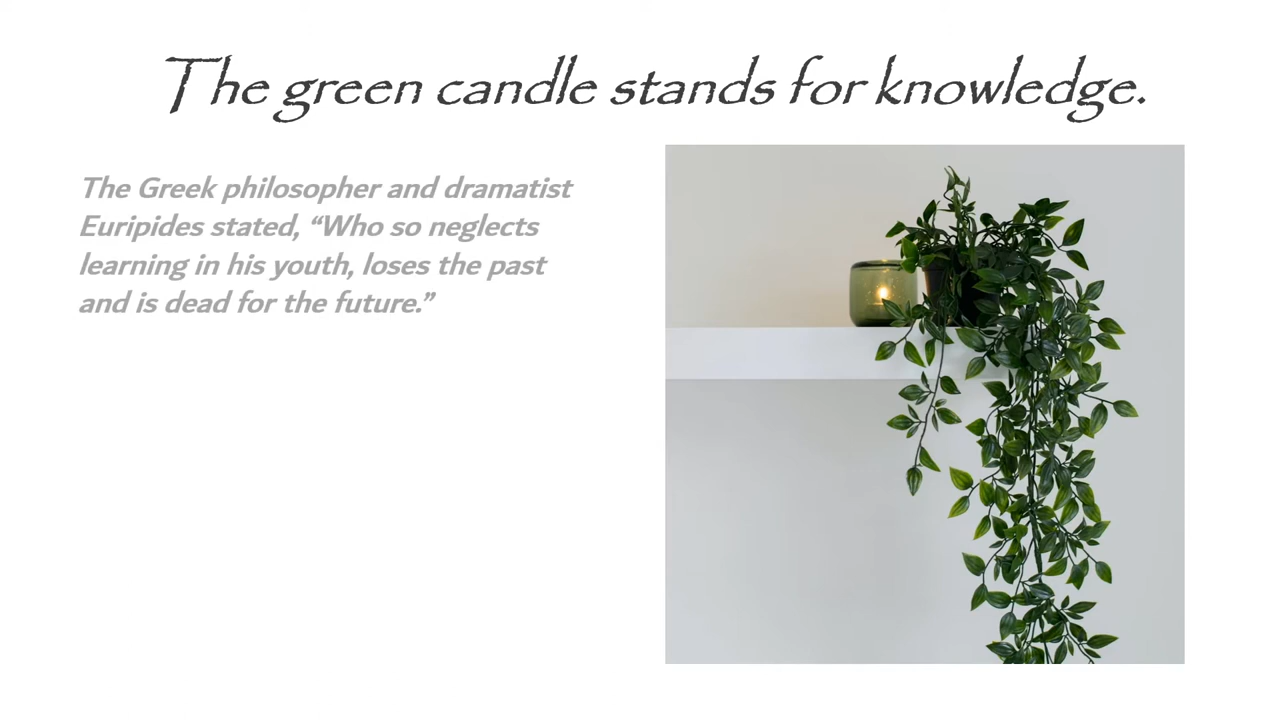 The green candle stands for knowledge.
The Greek philosopher and dramatist
Euripides stated, “Who so neglects
learning in his youth, loses the past
and is dead for the future.”